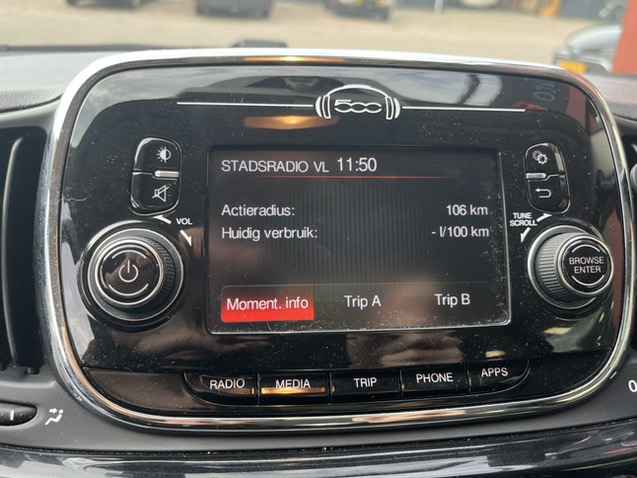 500
STADSRADIO VL 11:50
Actieradius: 106 km
Huidig verbruik: - l/100 km
Moment. info Trip A Trip B
VOL
TUNE
SCROLL
BROWSE
ENTER
RADIO MEDIA TRIP PHONE APPS